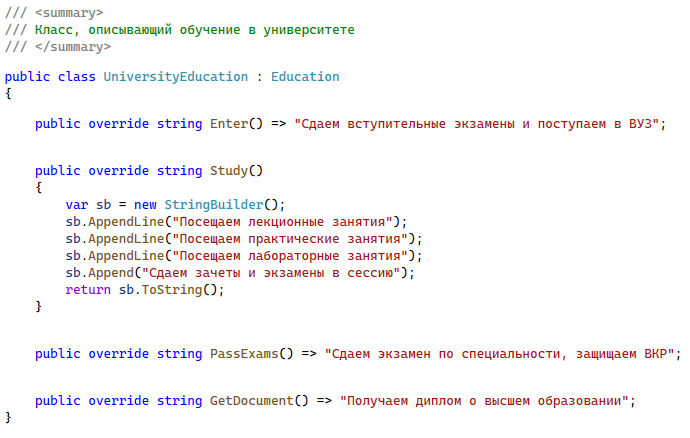 /// <summary>
/// Класс, описывающий обучение в университете
/// </summary>
public class UniversityEducation : Education
{
public override string Enter() => "Сдаем вступительные экзамены и поступаем в ВУЗ";
public override string Study()
{
var sb = new StringBuilder();
sb.AppendLine("Посещаем лекционные занятия");
sb.AppendLine("Посещаем практические занятия");
sb.AppendLine("Посещаем лабораторные занятия");
sb.Append("Сдаем зачеты и экзамены в сессию");
return sb.ToString();
}
public override string PassExams() => "Сдаем экзамен по специальности, защищаем ВКР";
public override string GetDocument() => "Получаем диплом о высшем образовании";
}